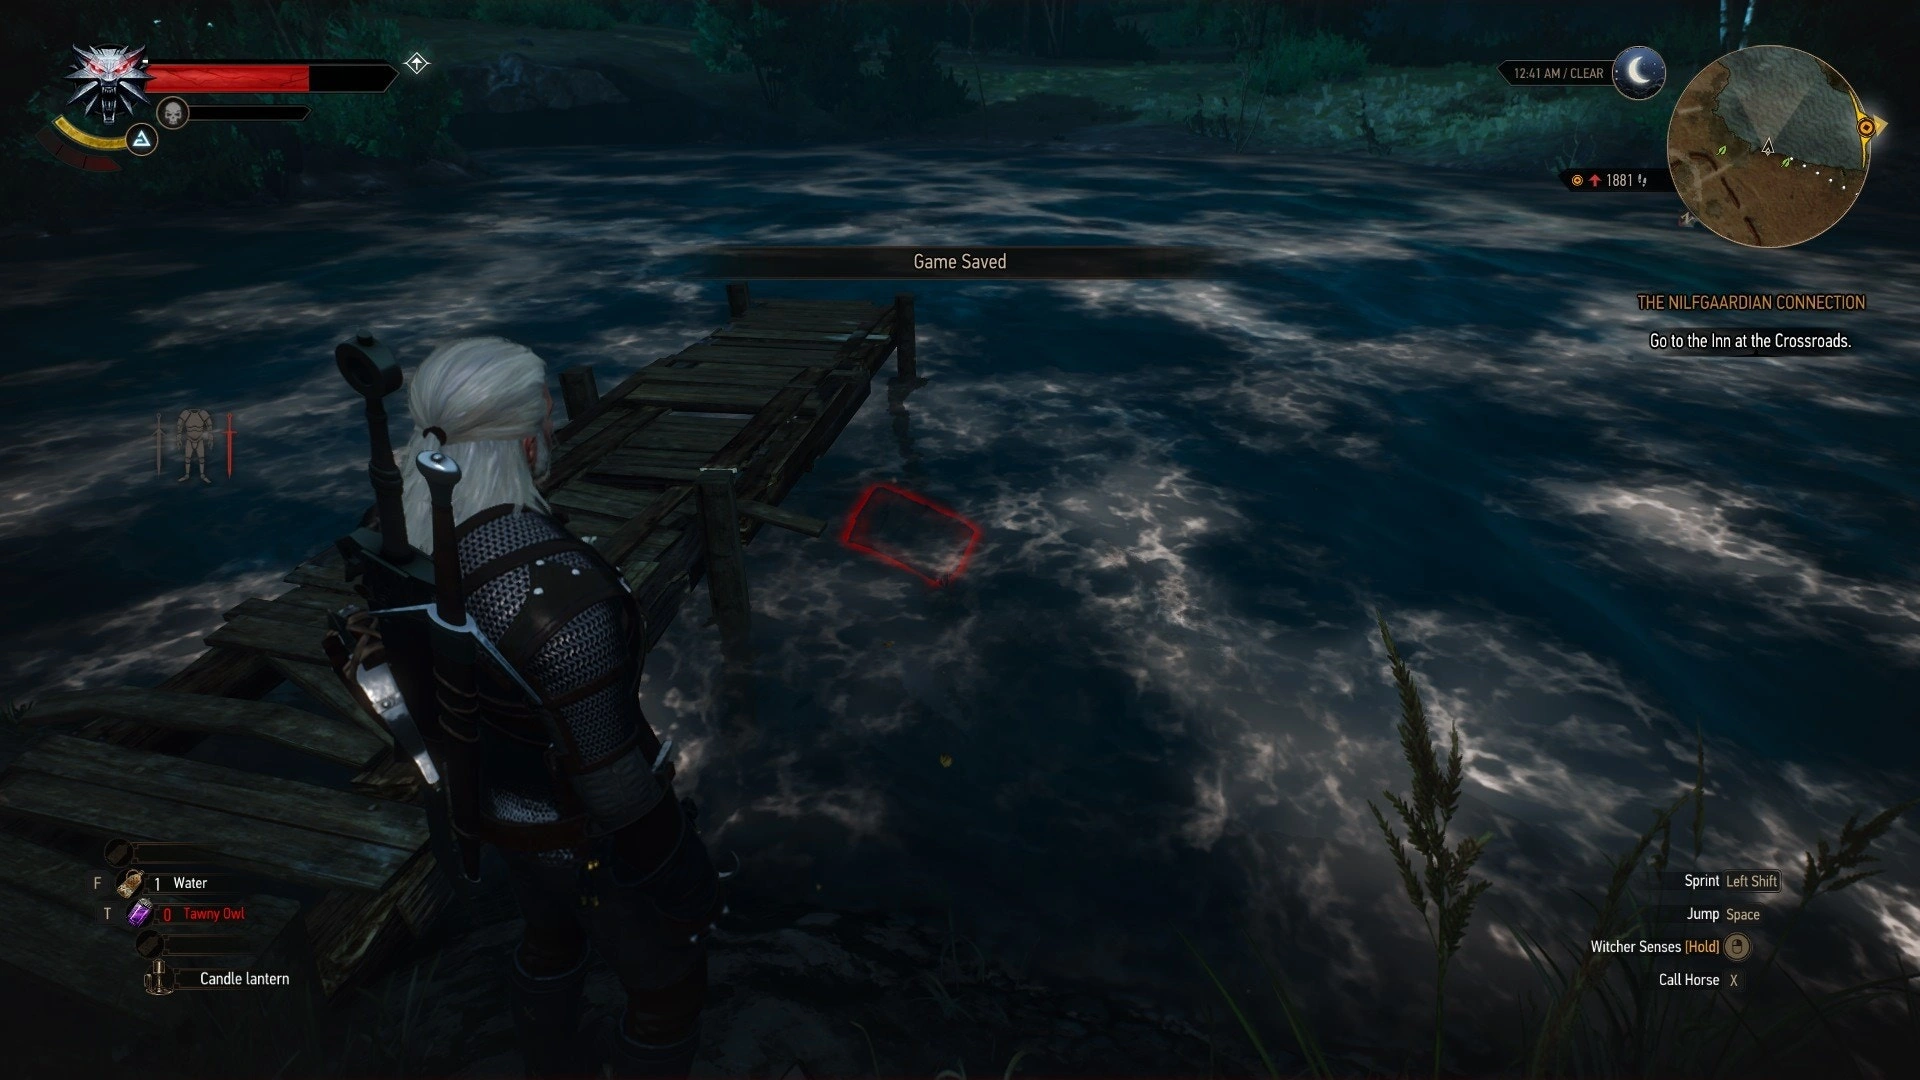 12:41 AM / CLEAR
1881
Game Saved
THE NILFGAARDIAN CONNECTION
Go to the Inn at the Crossroads.
F 1 Water
T 0 Tawny Owl
Candle lantern
Sprint Left Shift
Jump Space
Witcher Senses [Hold]
Call Horse X